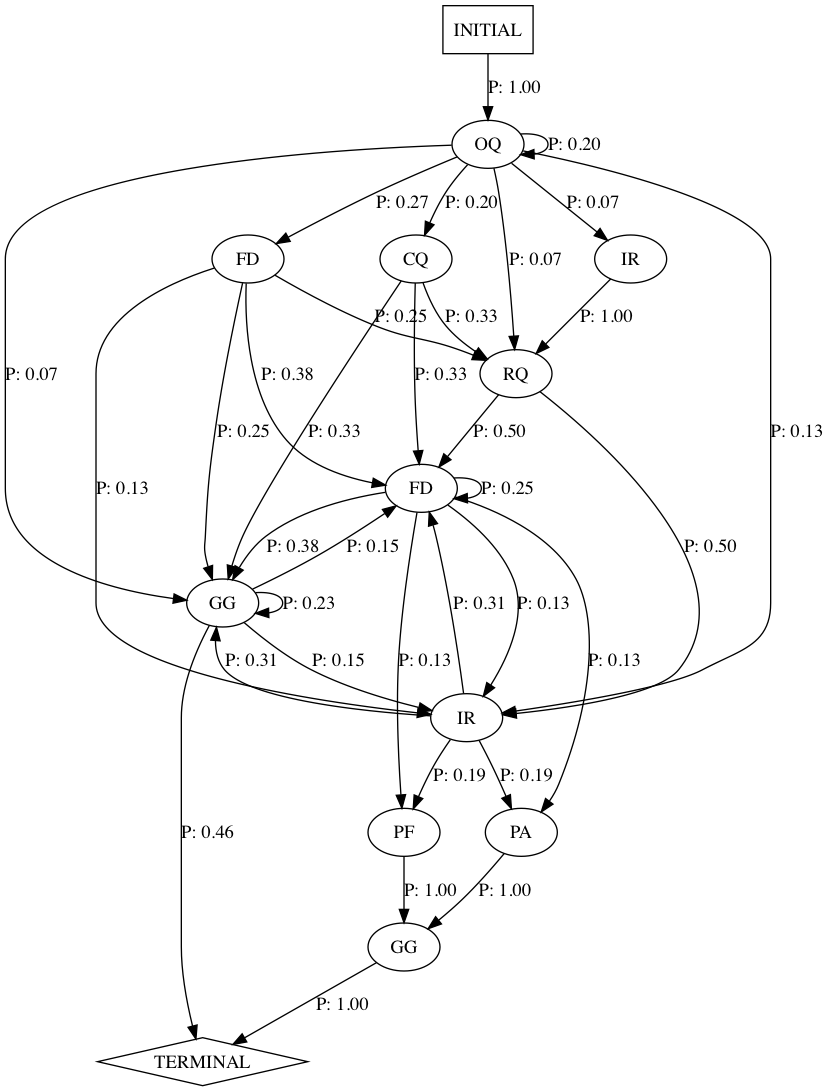 INITIAL
P: 1.00
OQ
P: 0.20
P: 0.27
P: 0.20
P: 0.07
FD
CQ
P: 0.07
IR
P: 0.25
P: 0.33
P: 1.00
P: 0.07
P: 0.38
P: 0.33
RQ
P: 0.25
P: 0.33
P: 0.50
P: 0.13
P: 0.13
FD
P: 0.25
P: 0.38
P: 0.15
P: 0.50
GG
P: 0.23
P: 0.31
P: 0.13
P: 0.31
P: 0.15
P: 0.13
P: 0.13
IR
P: 0.19
P: 0.19
P: 0.46
PF
PA
P: 1.00
P: 1.00
GG
P: 1.00
TERMINAL